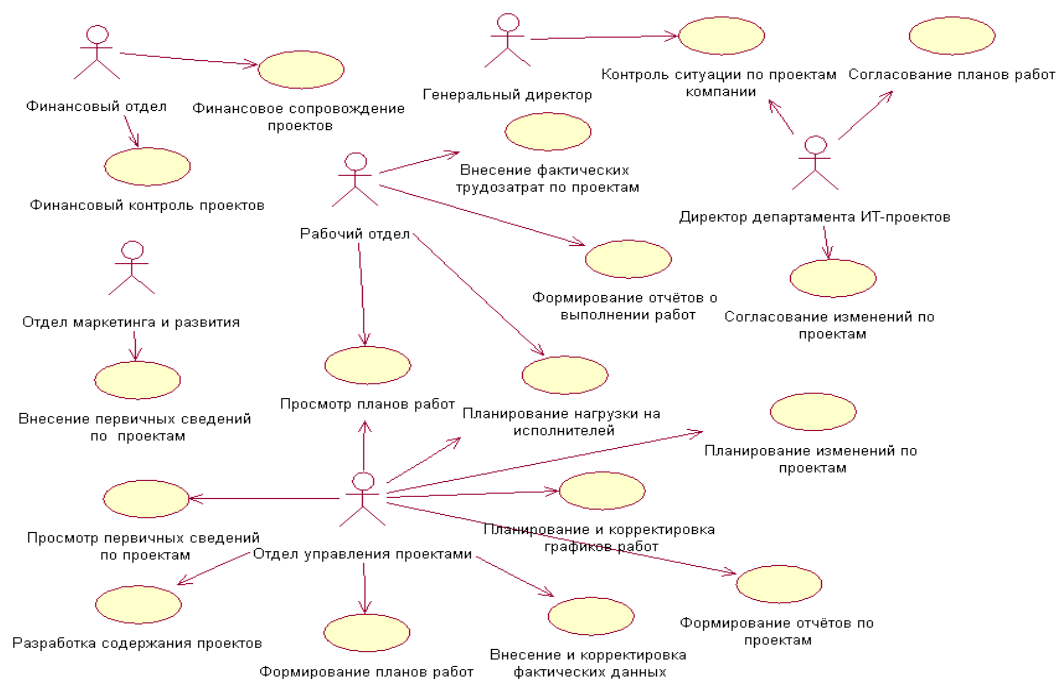 Финансовый отдел
Финансовое сопровождение
проектов
Генеральный директор
Контроль ситуации по проектам
компании
Согласование планов работ
Финансовый контроль проектов
Внесение фактических
трудозатрат по проектам
Рабочий отдел
Директор департамента ИТ-проектов
Отдел маркетинга и развития
Формирование отчётов о
выполнении работ
Согласование изменений по
проектам
Внесение первичных сведений
по проектам
Просмотр планов работ
Планирование нагрузки на
исполнителей
Планирование изменений по
проектам
Просмотр первичных сведений
по проектам
Отдел управления проектами
Планирование и корректировка
графиков работ
Разработка содержания проектов
Формирование планов работ
Внесение и корректировка
фактических данных
Формирование отчётов по
проектам